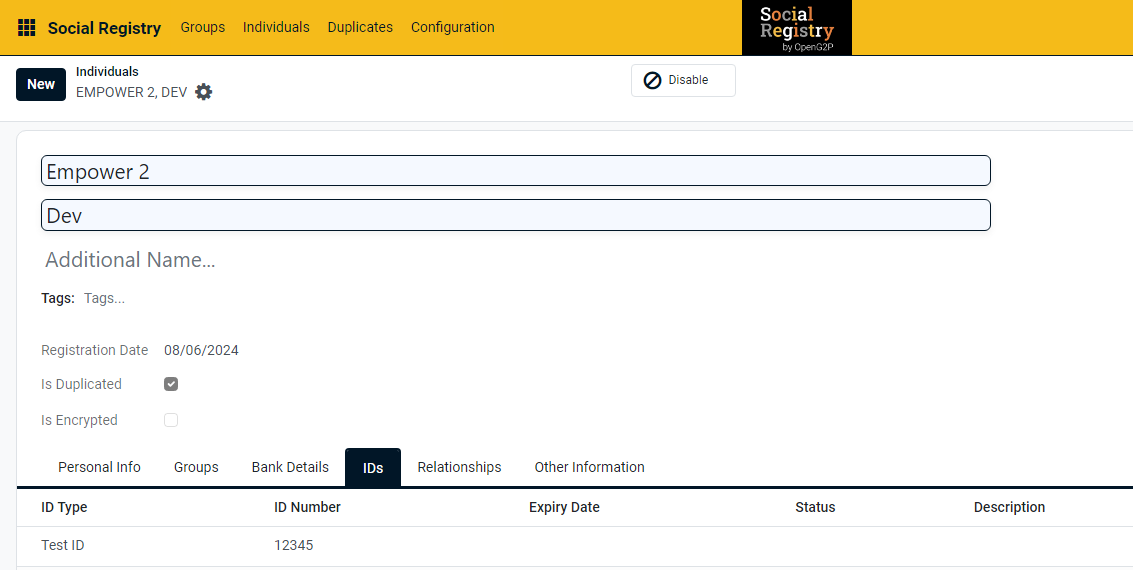 Social Registry Groups Individuals Duplicates Configuration
Social
Registry
by OpenG2P
New
Individuals
EMPOWER 2, DEV
Disable
Empower 2
Dev
Additional Name...
Tags: Tags...
Registration Date 08/06/2024
Is Duplicated
Is Encrypted
Personal Info Groups Bank Details IDs Relationships Other Information
ID Type ID Number Expiry Date Status Description
Test ID 12345